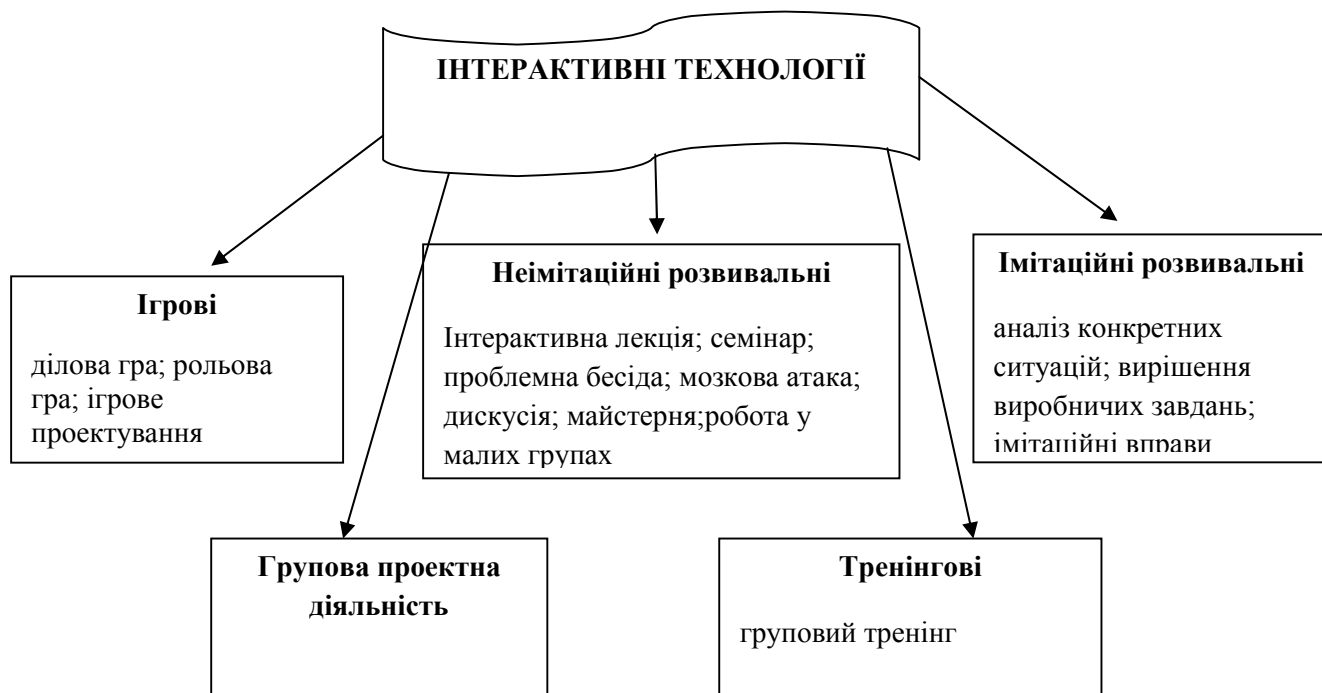 ІНТЕРАКТИВНІ ТЕХНОЛОГІЇ
Ігрові
ділова гра; рольова
гра; ігрове
проектування
Неімітаційні розвивальні
Інтерактивна лекція; семінар;
проблемна бесіда; мозкова атака;
дискусія; майстерня;робота у
малих групах
Імітаційні розвивальні
аналіз конкретних
ситуацій; вирішення
виробничих завдань;
імітаційні вправи
Групова проектна
діяльність
Тренінгові
груповий тренінг